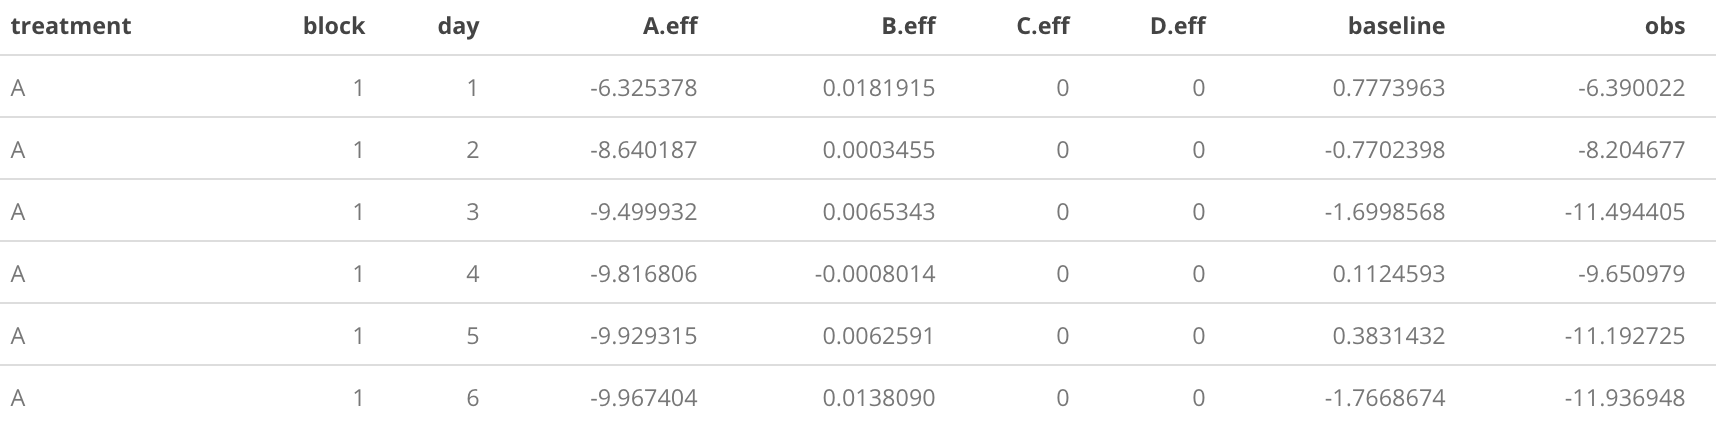 treatment block day A.eff B.eff C.eff D.eff baseline obs
A 1 1 -6.325378 0.0181915 0 0 0.7773963 -6.390022
A 1 2 -8.640187 0.0003455 0 0 -0.7702398 -8.204677
A 1 3 -9.499932 0.0065343 0 0 -1.6998568 -11.494405
A 1 4 -9.816806 -0.0008014 0 0 0.1124593 -9.650979
A 1 5 -9.929315 0.0062591 0 0 0.3831432 -11.192725
A 1 6 -9.967404 0.0138090 0 0 -1.7668674 -11.936948